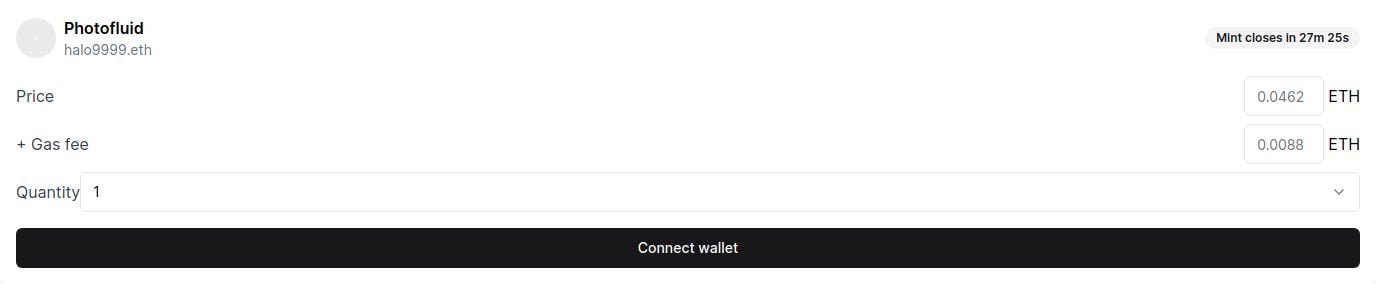 Photofluid
halo9999.eth
Mint closes in 27m 25s
Price
0.0462 ETH
+ Gas fee
0.0088 ETH
Quantity 1
Connect wallet